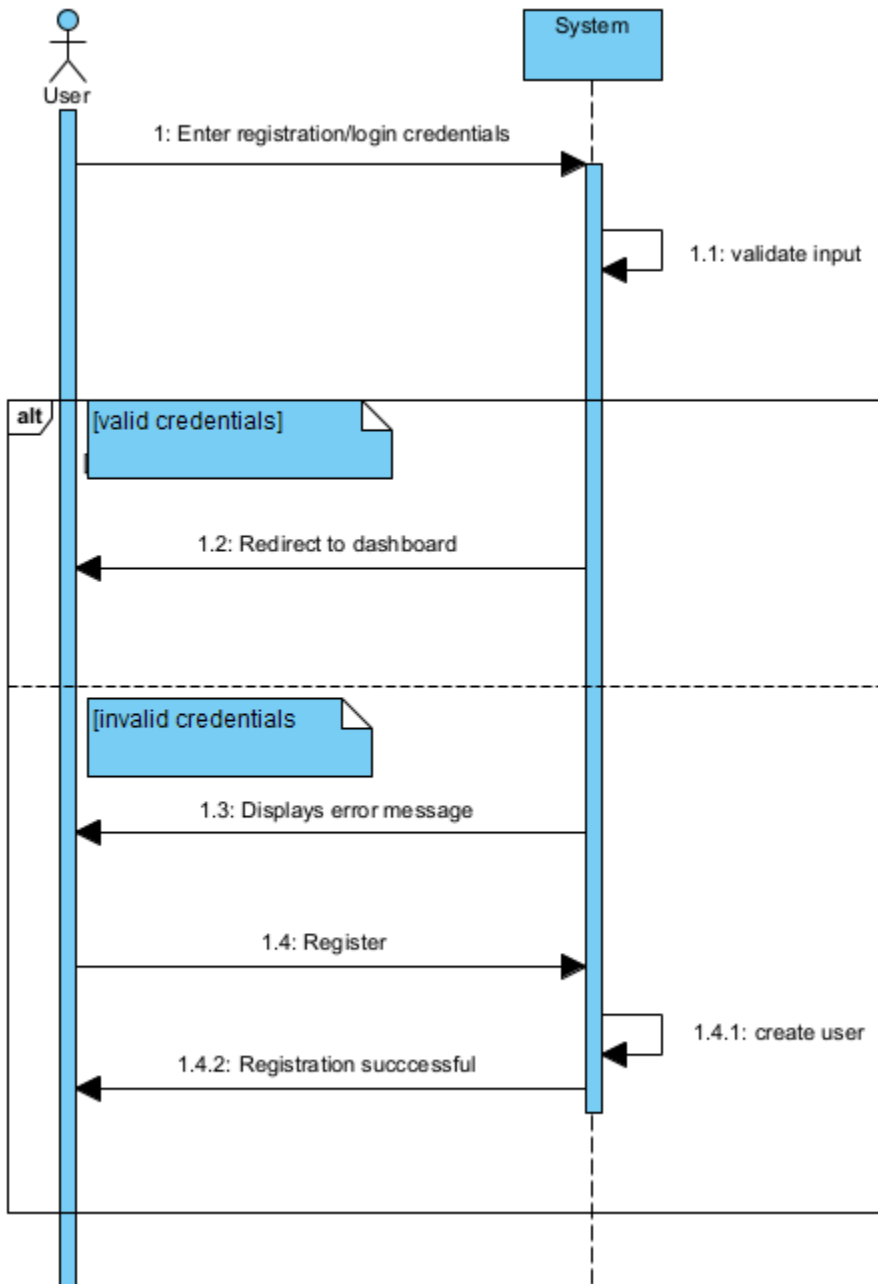 System
User
1: Enter registration/login credentials
1.1: validate input
alt
[valid credentials]
[
1.2: Redirect to dashboard
[invalid credentials
1.3: Displays error message
1.4: Register
1.4.1: create user
1.4.2: Registration succcessful